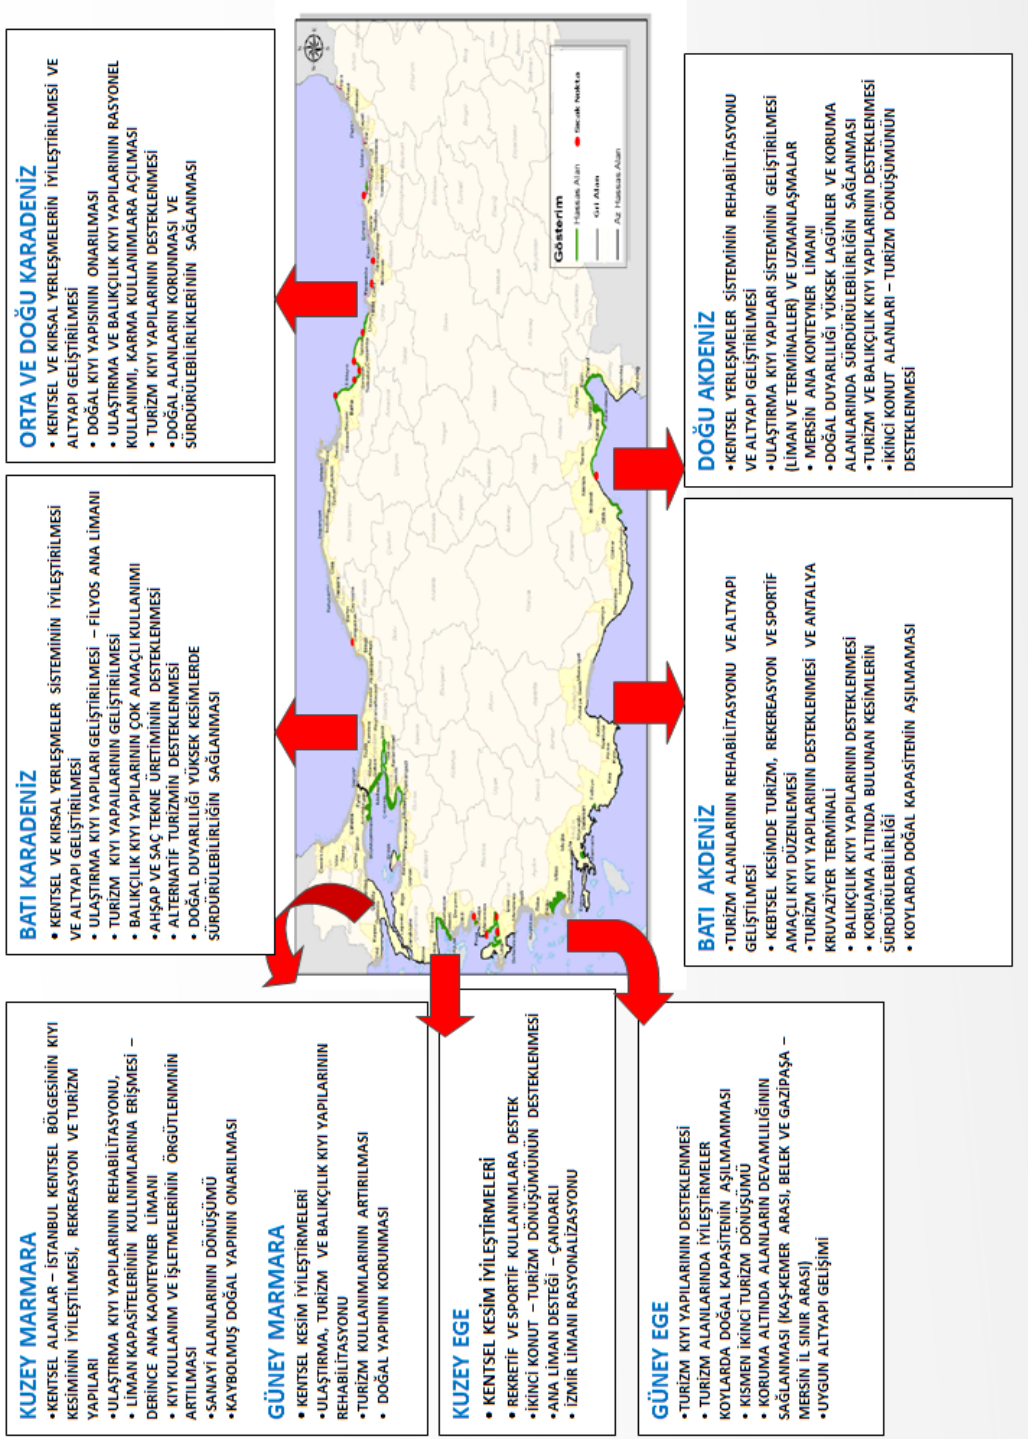 KUZEY MARMARA
•KENTSEL ALANLAR – İSTANBUL KENTSEL BÖLGESİNİN KIYI
KESİMİNİN İYİLEŞTİLMESİ, REKREASYON VE TURİZM
YAPILARI
•ULAŞTIRMA KIYI YAPILARININ REHABİLİTASYONU,
• LİMAN KAPASİTELERİNİN KULLNIMLARINA ERİŞMESİ –
DERİNCE ANA KAONTEYNER LİMANI
• KIYI KULLANIM VE İŞLETMELERİNİN ÖRGÜTLENMNİN
ARTILMASI
•SANAYİ ALANLARININ DÖNÜŞÜMÜ
•KAYBOLMUŞ DOĞAL YAPININ ONARILMASI
GÜNEY MARMARA
• KENTSEL KESİM İYİLEŞTİRMELERİ
•ULAŞTIRMA, TURİZM VE BALIKÇILIK KIYI YAPILARININ
REHABİLİTASYONU
•TURİZM KULLANIMLARININ ARTIRILMASI
• DOĞAL YAPININ KORUNMASI
BATI KARADENİZ
• KENTSEL VE KIRSAL YERLEŞMELER SİSTEMİNİN İYİLEŞTİRİLMESİ
VE ALTYAPI GELİŞTİRİLMESİ
• ULAŞTIRMA KIYI YAPILARI GELİŞTİRİLMESİ – FİLYOS ANA LİMANI
• TURİZM KIYI YAPAILARININ GELİŞTİRİLMESİ
• BALIKÇILIK KIYI YAPILARININ ÇOK AMAÇLI KULLANIMI
•AHŞAP VE SAÇ TEKNE ÜRETİMİNİN DESTEKLENMESİ
• ALTERNATİF TURİZMİN DESTEKLENMESİ
• DOĞAL DUYARLILIĞI YÜKSEK KESİMLERDE
SÜRDÜRÜLEBİLİRLİĞİN SAĞLANMASI
ORTA VE DOĞU KARADENİZ
• KENTSEL VE KIRSAL YERLEŞMELERİN İYİLEŞTİRİLMESİ VE
ALTYAPI GELİŞTİRİLMESİ
• DOĞAL KIYI YAPISININ ONARILMASI
• ULAŞTIRMA VE BALIKÇILIK KIYI YAPILARININ RASYONEL
KULLANIMI, KARMA KULLANIMLARA AÇILMASI
• TURİZM KIYI YAPILARININ DESTEKLENMESİ
•DOĞAL ALANLARIN KORUNMASI VE
SÜRDÜRÜLEBİLİRLİKLERİNİN SAĞLANMASI
Gösterim
Hassas Alan
Sıcak Nokta
Gri Alan
Az Hassas Alan
KUZEY EGE
• KENTSEL KESİM İYİLEŞTİRMELERİ
• REKRETİF VE SPORTİF KULLANIMLARA DESTEK
•İKİNCİ KONUT – TURİZM DÖNÜŞÜMÜNÜN DESTEKLENMESİ
•ANA LİMAN DESTEĞİ – ÇANDARLI
• İZMİR LİMANI RASYONALİZASYONU
GÜNEY EGE
•TURİZM KIYI YAPILARININ DESTEKLENMESİ
• TURİZM ALANLARINDA İYİLEŞTİRMELER
KOYLARDA DOĞAL KAPASİTENİN AŞILMAMMASI
• KISMEN İKİNCİ TURİZM DÖNÜŞÜMÜ
• KORUMA ALTINDA ALANLARIN DEVAMLILIĞININ
SAĞLANMASI (KAŞ-KEMER ARASI, BELEK VE GAZİPAŞA –
MERSİN İL SINIR ARASI)
•UYGUN ALTYAPI GELİŞİMİ
BATI AKDENİZ
•TURİZM ALANLARININ REHABİLİTASYONU VE ALTYAPI
GELİŞTİLMESİ
• KEBTSEL KESİMDE TURİZM, REKEREASYON VE SPORTİF
AMAÇLI KIYI DÜZENLEMESİ
•TURİZM KIYI YAPILARININ DESTEKLENMESİ VE ANTALYA
KRUVAZİYER TERMİNALİ
• BALIKÇILIK KIYI YAPILARININ DESTEKLENMESİ
• KORUAMA ALTINDA BULUNAN KESİMLERİN
SÜRDÜRÜLEBİLİRLİĞİ
• KOYLARDA DOĞAL KAPASİTENİN AŞILMAMASI
DOĞU AKDENİZ
•KENTSEL YERLEŞMELER SİSTEMİNİN REHABİLİTASYONU
VE ALTYAPI GELİŞTİRİLMESİ
•ULAŞTIRMA KIYI YAPILARI SİSTEMİNİN GELİŞTİRİLMESİ
(LİMAN VE TERMİNALLER) VE UZMANLAŞMALAR
• MERSİN ANA KONTEYNER LİMANI
•DOĞAL DUYARLILIĞI YÜKSEK LAGÜNLER VE KORUMA
ALANLARINDA SÜRDÜRÜLEBİLİRLİĞİN SAĞLANMASI
•TURİZM VE BALIKÇILIK KIYI YAPILARININ DESTEKLENMESİ
•İKİNCİ KONUT ALANLARI – TURİZM DÖNÜŞÜMÜNÜN
DESTEKLENMESİ